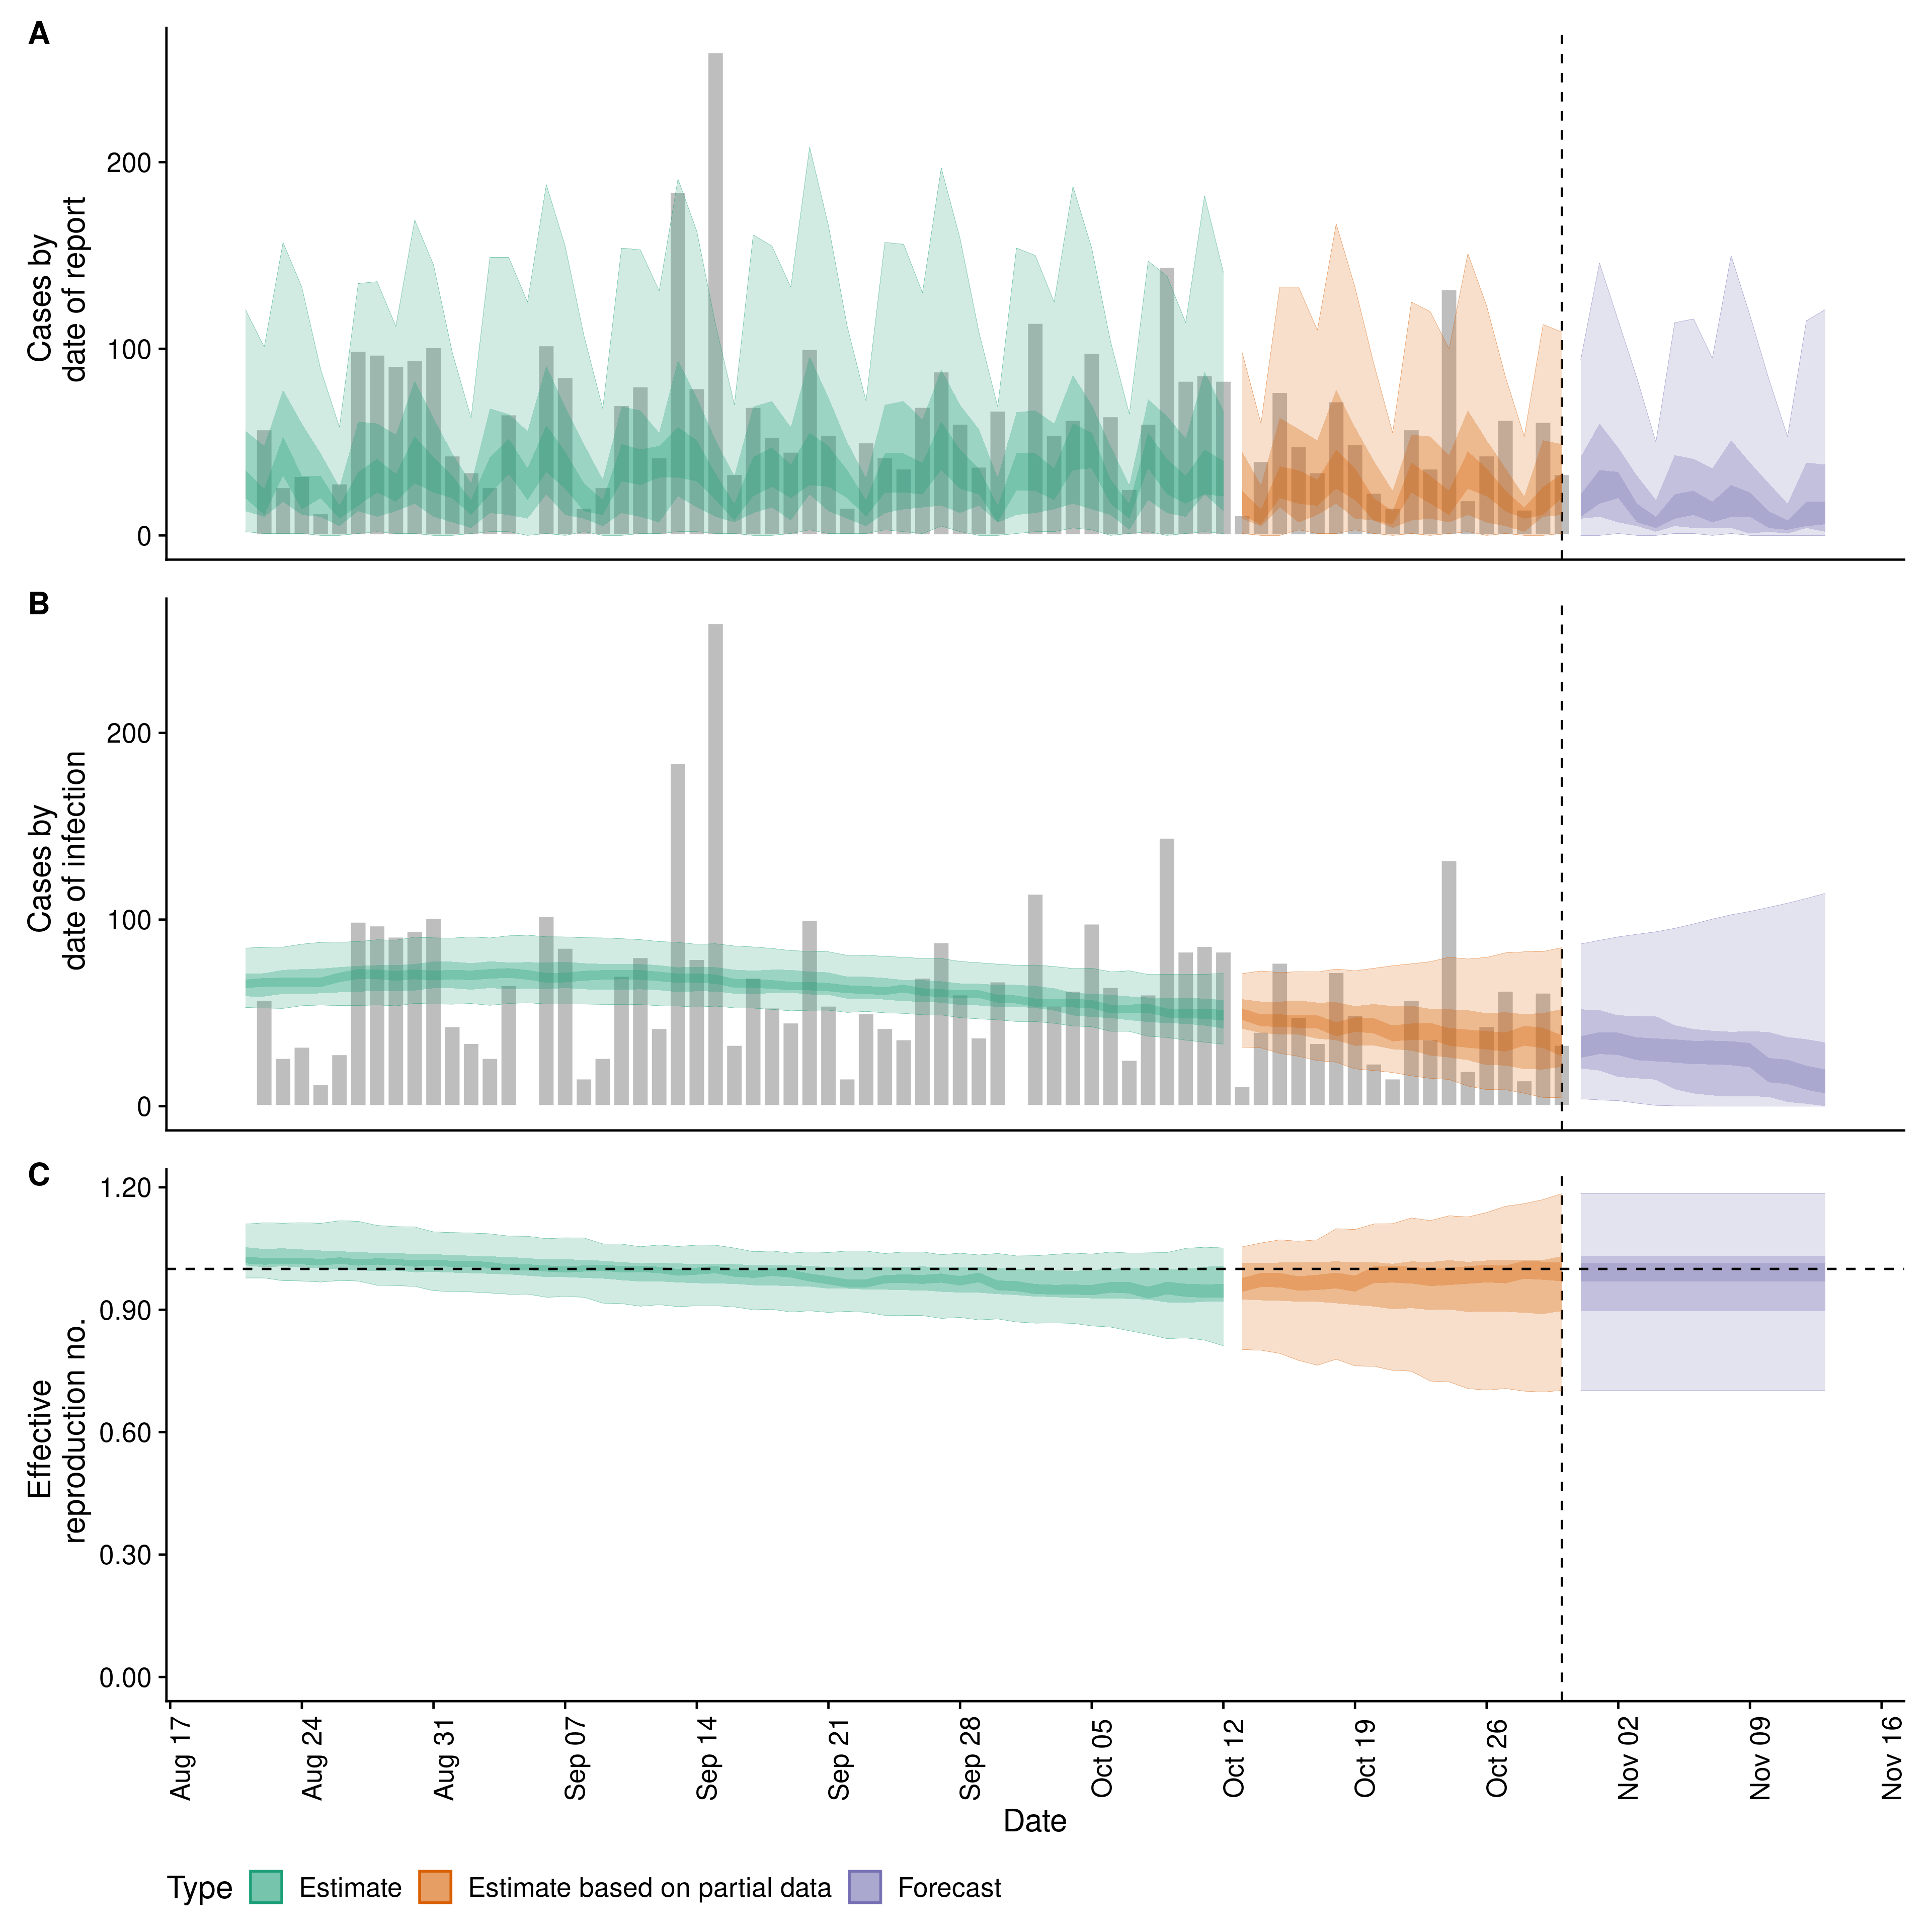 A
Cases by
date of report
200
100
0
B
Cases by
date of infection
200
100
0
C
Effective
reproduction no.
1.20
0.90
0.60
0.30
0.00
Aug 17
Aug 24
Aug 31
Sep 07
Sep 14
Sep 21
Sep 28
Oct 05
Oct 12
Oct 19
Oct 26
Nov 02
Nov 09
Nov 16
Date
Type Estimate Estimate based on partial data Forecast